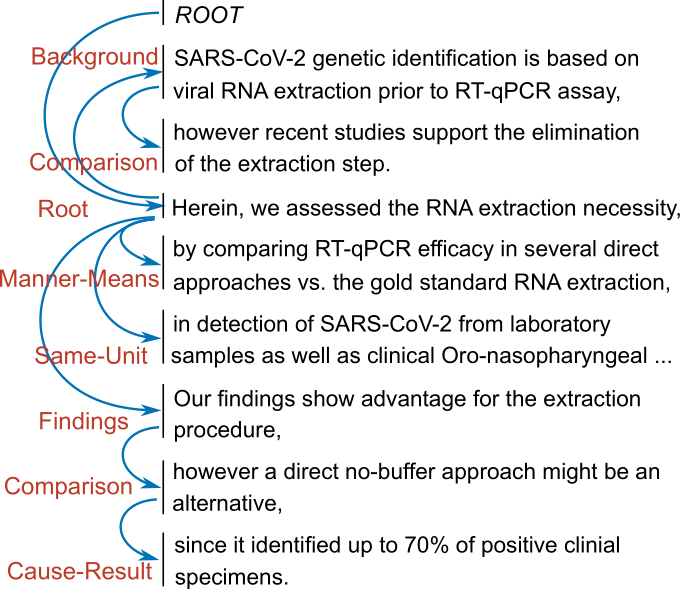 ROOT
Background
SARS-CoV-2 genetic identification is based on
viral RNA extraction prior to RT-qPCR assay,
however recent studies support the elimination
Comparison
of the extraction step.
Root
Herein, we assessed the RNA extraction necessity,
by comparing RT-qPCR efficacy in several direct
Manner-Means
approaches vs. the gold standard RNA extraction,
in detection of SARS-CoV-2 from laboratory
Same-Unit
samples as well as clinical Oro-nasopharyngeal ...
Our findings show advantage for the extraction
Findings
procedure,
however a direct no-buffer approach might be an
Comparison
alternative,
since it identified up to 70% of positive clinial
Cause-Result
specimens.